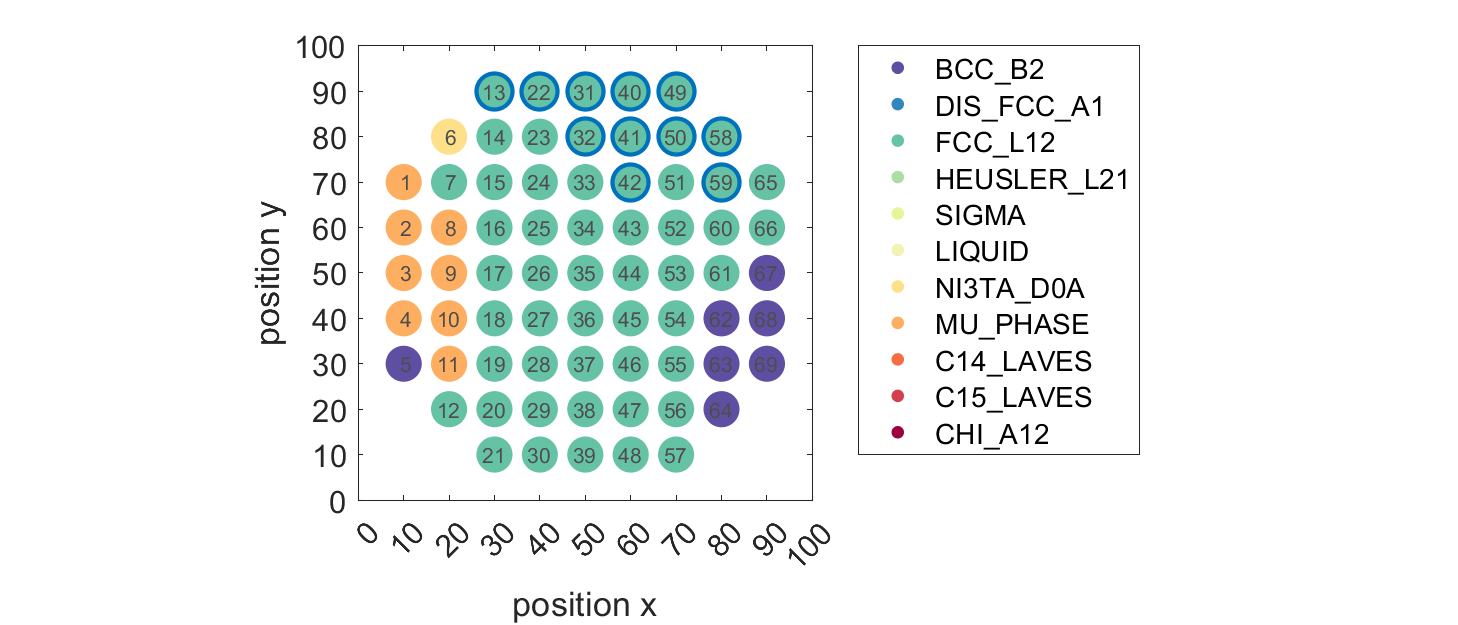 100
90
80
70
60
50
40
30
20
10
0
position y
13 22 31 40 49
6 14 23 32 41 50 58
1 7 15 24 33 42 51 59 65
2 8 16 25 34 43 52 60 66
3 9 17 26 35 44 53 61 67
4 10 18 27 36 45 54 62 68
5 11 19 28 37 46 55 63 69
12 20 29 38 47 56 64
21 30 39 48 57
0 10 20 30 40 50 60 70 80 90 100
position x
BCC_B2
DIS_FCC_A1
FCC_L12
HEUSLER_L21
SIGMA
LIQUID
NI3TA_D0A
MU_PHASE
C14_LAVES
C15_LAVES
CHI_A12